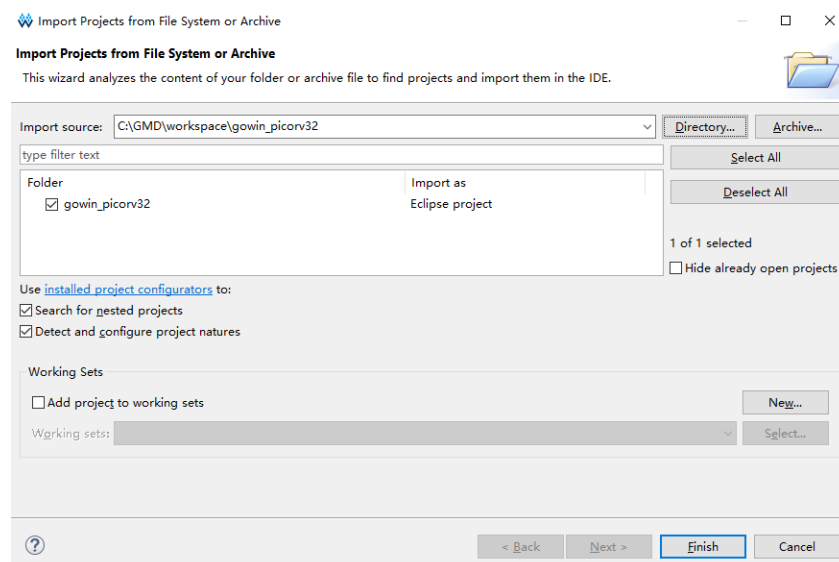 Import Projects from File System or Archive
Import Projects from File System or Archive
This wizard analyzes the content of your folder or archive file to find projects and import them in the IDE.
Import source: C:\GMD\workspace\gowin_picorv32 Directory... Archive...
type filter text
Select All
Folder Import as
Deselect All
gowin_picorv32 Eclipse project
1 of 1 selected
Hide already open projects
Use installed project configurators to:
Search for nested projects
Detect and configure project natures
Working Sets
Add project to working sets New...
Working sets: Select...
? < Back Next > Finish Cancel